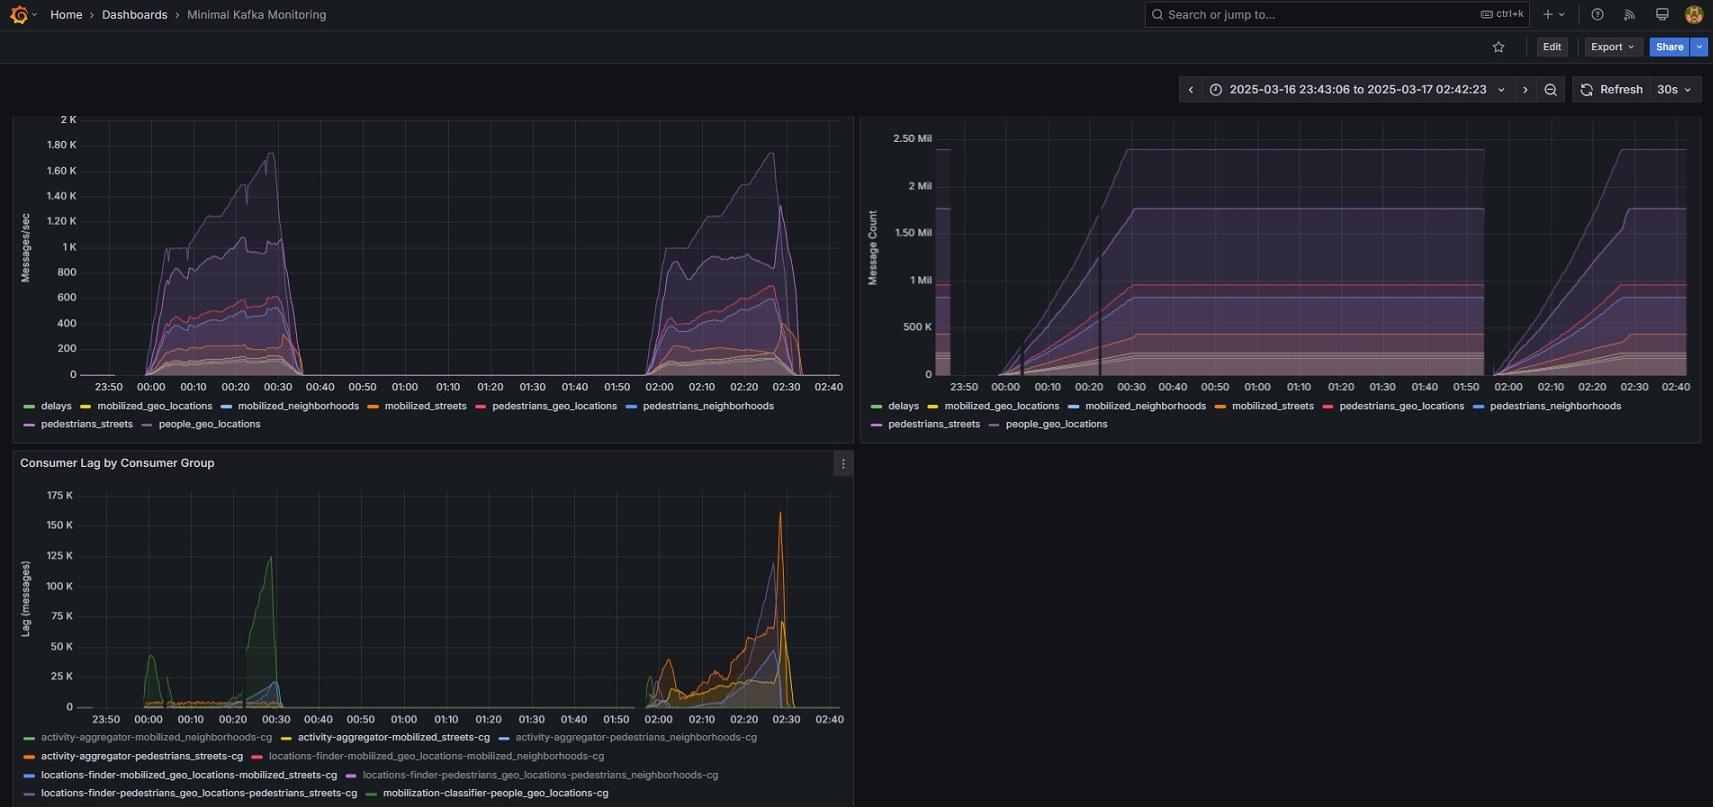 Home › Dashboards › Minimal Kafka Monitoring
Search or jump to... ctrl+k
Edit Export Share
2025-03-16 23:43:06 to 2025-03-17 02:42:23 Refresh 30s
Messages/sec
2 K
1.80 K
1.60 K
1.40 K
1.20 K
1 K
800
600
400
200
0
23:50 00:00 00:10 00:20 00:30 00:40 00:50 01:00 01:10 01:20 01:30 01:40 01:50 02:00 02:10 02:20 02:30 02:40
delays mobilized_geo_locations mobilized_neighborhoods mobilized_streets pedestrians_geo_locations pedestrians_neighborhoods
pedestrians_streets people_geo_locations
Message Count
2.50 Mil
2 Mil
1.50 Mil
1 Mil
500 K
0
23:50 00:00 00:10 00:20 00:30 00:40 00:50 01:00 01:10 01:20 01:30 01:40 01:50 02:00 02:10 02:20 02:30 02:40
delays mobilized_geo_locations mobilized_neighborhoods mobilized_streets pedestrians_geo_locations pedestrians_neighborhoods
pedestrians_streets people_geo_locations
Consumer Lag by Consumer Group
Lag (messages)
175 K
150 K
125 K
100 K
75 K
50 K
25 K
0
23:50 00:00 00:10 00:20 00:30 00:40 00:50 01:00 01:10 01:20 01:30 01:40 01:50 02:00 02:10 02:20 02:30 02:40
activity-aggregator-mobilized_neighborhoods-cg activity-aggregator-mobilized_streets-cg activity-aggregator-pedestrians_neighborhoods-cg
activity-aggregator-pedestrians_streets-cg locations-finder-mobilized_geo_locations-mobilized_neighborhoods-cg
locations-finder-mobilized_geo_locations-mobilized_streets-cg locations-finder-pedestrians_geo_locations-pedestrians_neighborhoods-cg
locations-finder-pedestrians_geo_locations-pedestrians_streets-cg mobilization-classifier-people_geo_locations-cg